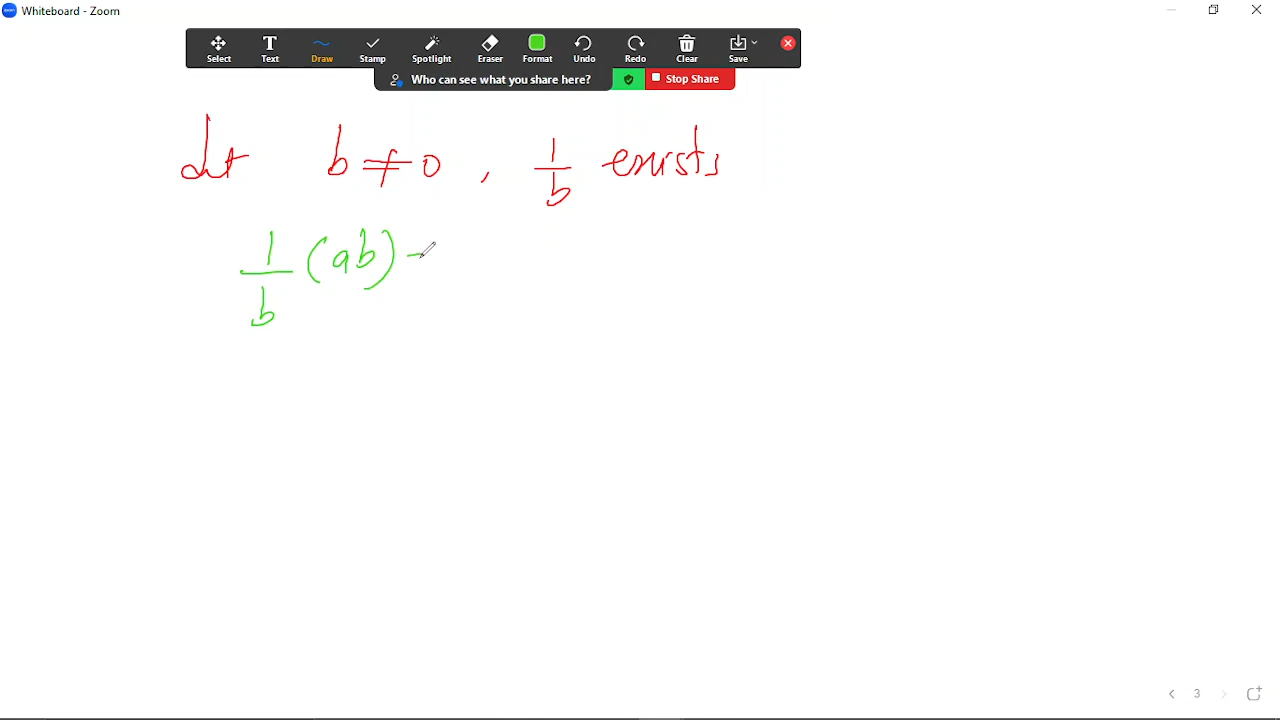 Whiteboard - Zoom
Select Text Draw Stamp Spotlight Eraser Format Undo Redo Clear Save
Who can see what you share here? Stop Share
Let b ≠ 0 , 1/b exists
1/b (ab) -
3